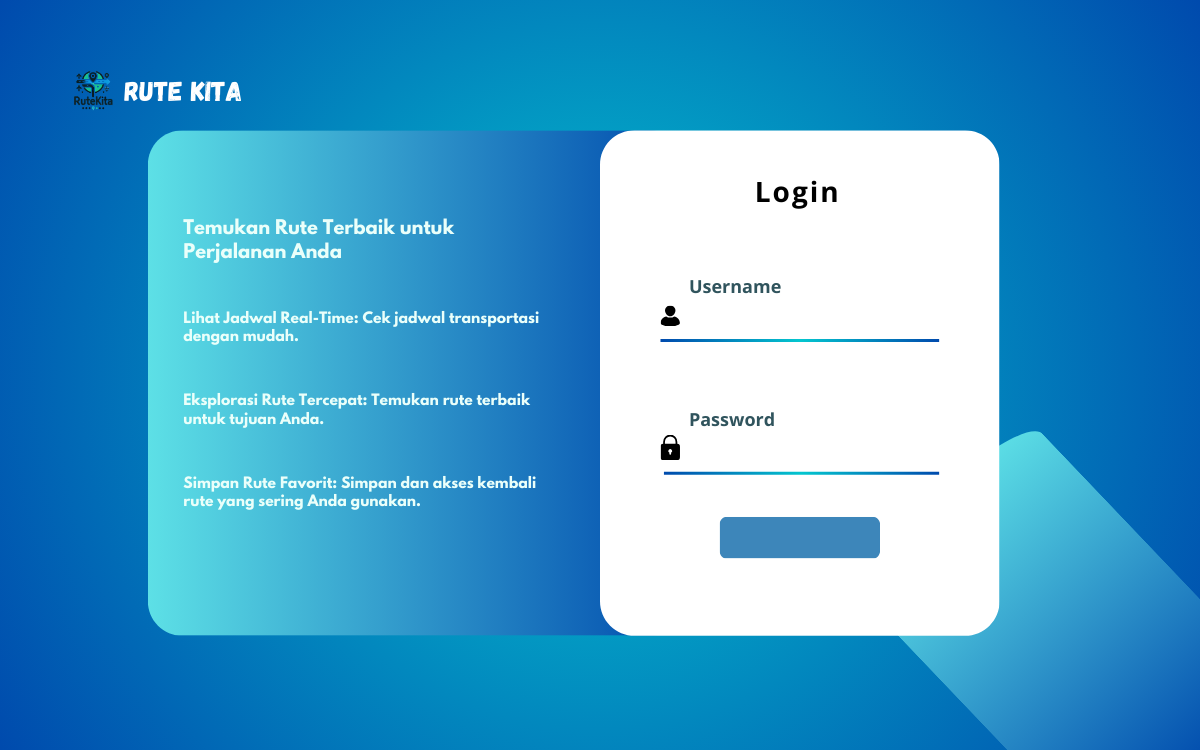 RuteKita
RUTE KITA
Login
Temukan Rute Terbaik untuk
Perjalanan Anda
Lihat Jadwal Real-Time: Cek jadwal transportasi
dengan mudah.
Eksplorasi Rute Tercepat: Temukan rute terbaik
untuk tujuan Anda.
Simpan Rute Favorit: Simpan dan akses kembali
rute yang sering Anda gunakan.
Username
Password